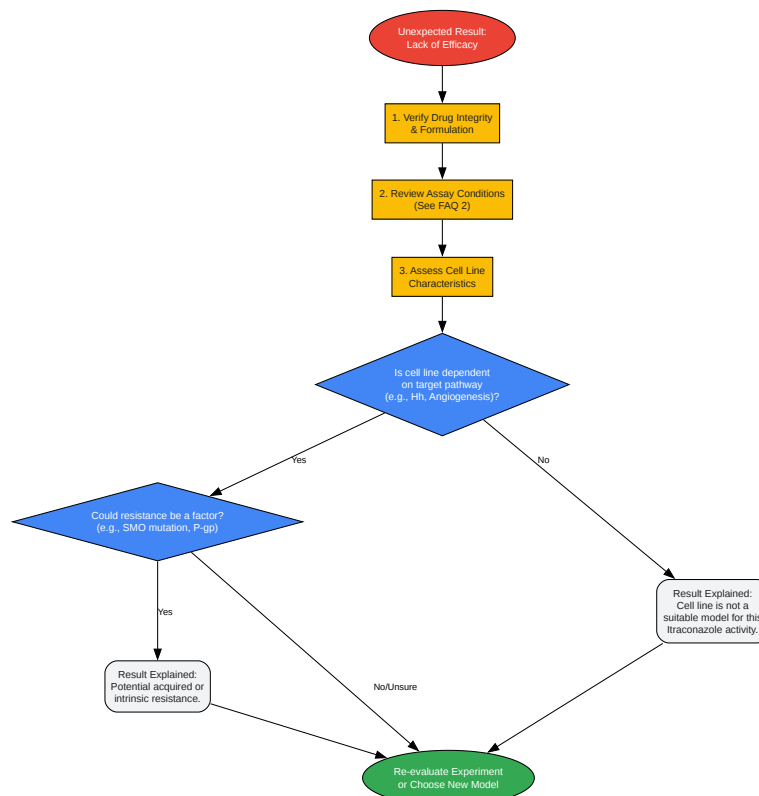 Unexpected Result:
Lack of Efficacy
1. Verify Drug Integrity
& Formulation
2. Review Assay Conditions
(See FAQ 2)
3. Assess Cell Line
Characteristics
Is cell line dependent
on target pathway
(e.g., Hh, Angiogenesis)?
Yes
No
Could resistance be a factor?
(e.g., SMO mutation, P-gp)
Result Explained:
Cell line is not a
suitable model for this
Itraconazole activity.
Yes
Result Explained:
Potential acquired or
intrinsic resistance.
No/Unsure
Re-evaluate Experiment
or Choose New Model